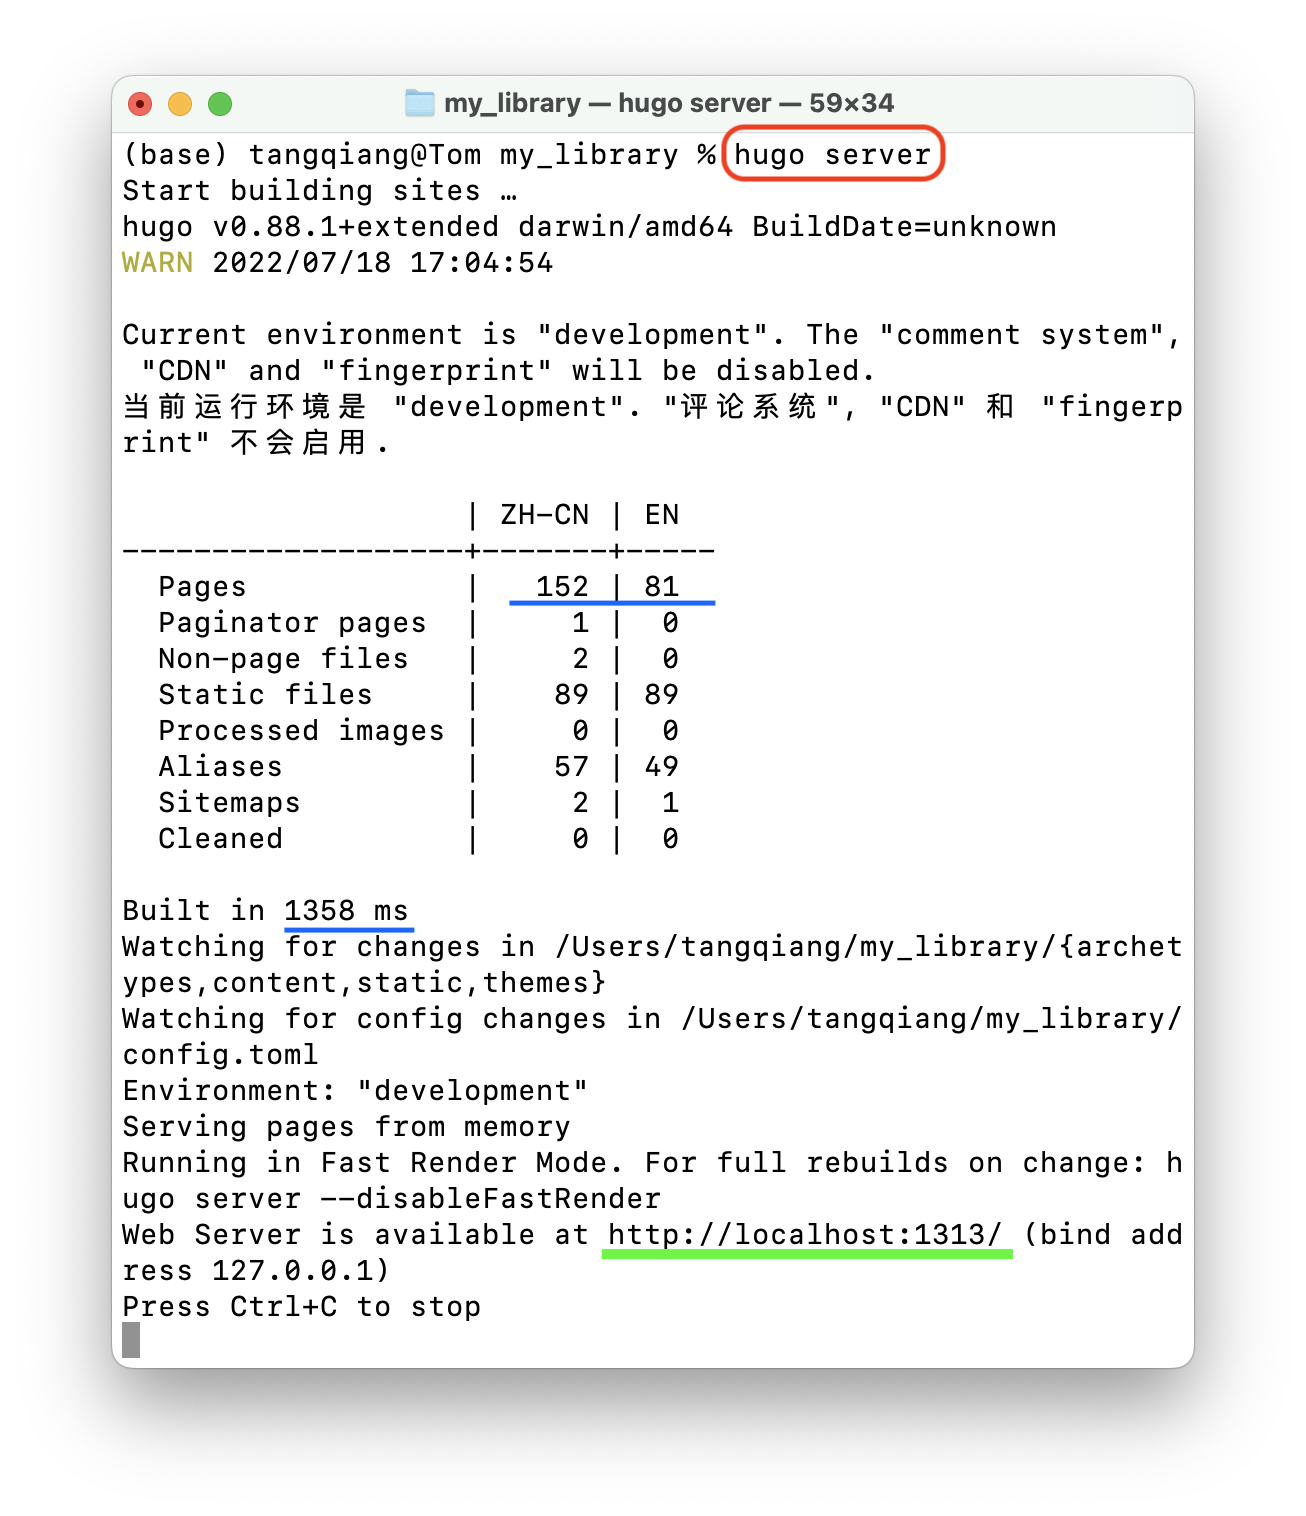 my_library — hugo server — 59×34
(base) tangqiang@Tom my_library % hugo server
Start building sites …
hugo v0.88.1+extended darwin/amd64 BuildDate=unknown
WARN 2022/07/18 17:04:54
Current environment is "development". The "comment system",
"CDN" and "fingerprint" will be disabled.
当前运行环境是 "development". "评论系统", "CDN" 和 "fingerp
rint" 不会启用.
                   | ZH-CN | EN
-------------------+-------+-----
  Pages            |   152 | 81
  Paginator pages  |     1 |  0
  Non-page files   |     2 |  0
  Static files     |    89 | 89
  Processed images |     0 |  0
  Aliases          |    57 | 49
  Sitemaps         |     2 |  1
  Cleaned          |     0 |  0
Built in 1358 ms
Watching for changes in /Users/tangqiang/my_library/{archet
ypes,content,static,themes}
Watching for config changes in /Users/tangqiang/my_library/
config.toml
Environment: "development"
Serving pages from memory
Running in Fast Render Mode. For full rebuilds on change: h
ugo server --disableFastRender
Web Server is available at http://localhost:1313/ (bind add
ress 127.0.0.1)
Press Ctrl+C to stop